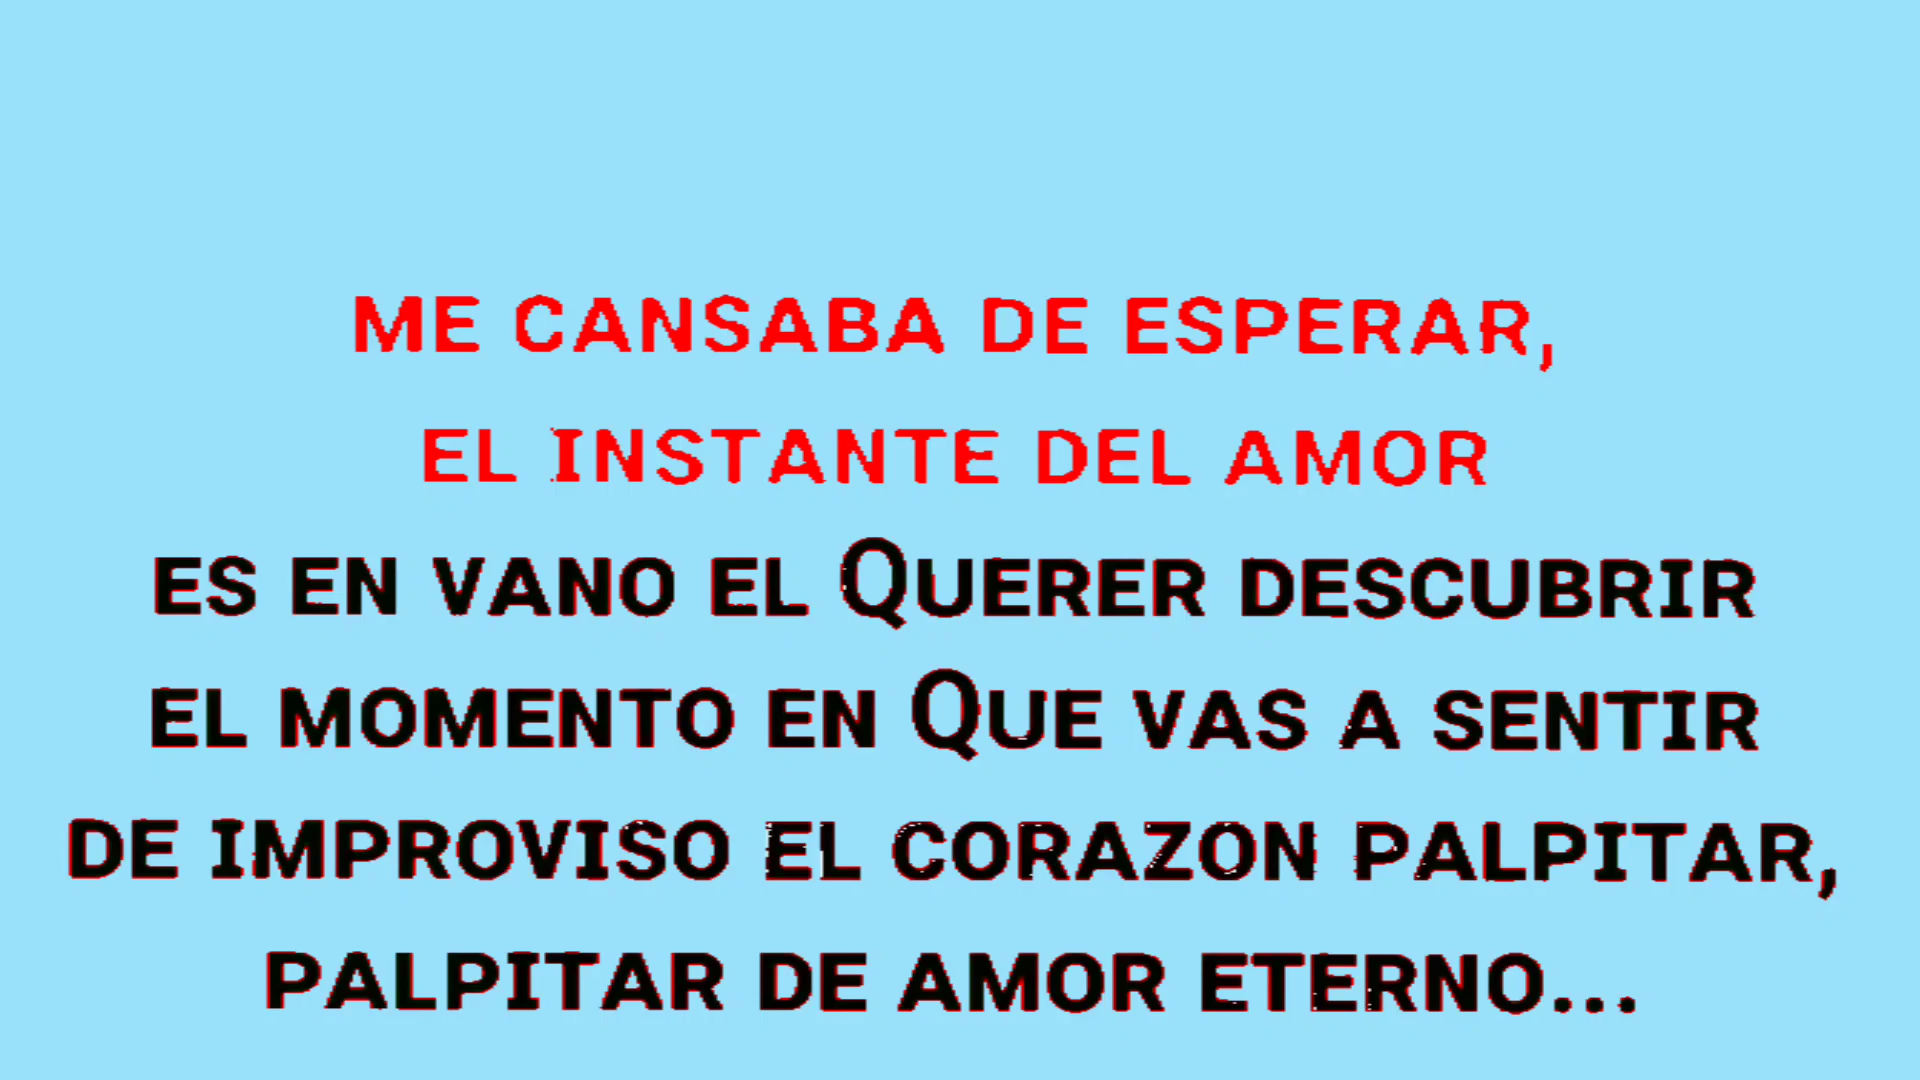 ME CANSABA DE ESPERAR,
EL INSTANTE DEL AMOR
ES EN VANO EL QUERER DESCUBRIR
EL MOMENTO EN QUE VAS A SENTIR
DE IMPROVISO EL CORAZON PALPITAR,
PALPITAR DE AMOR ETERNO...